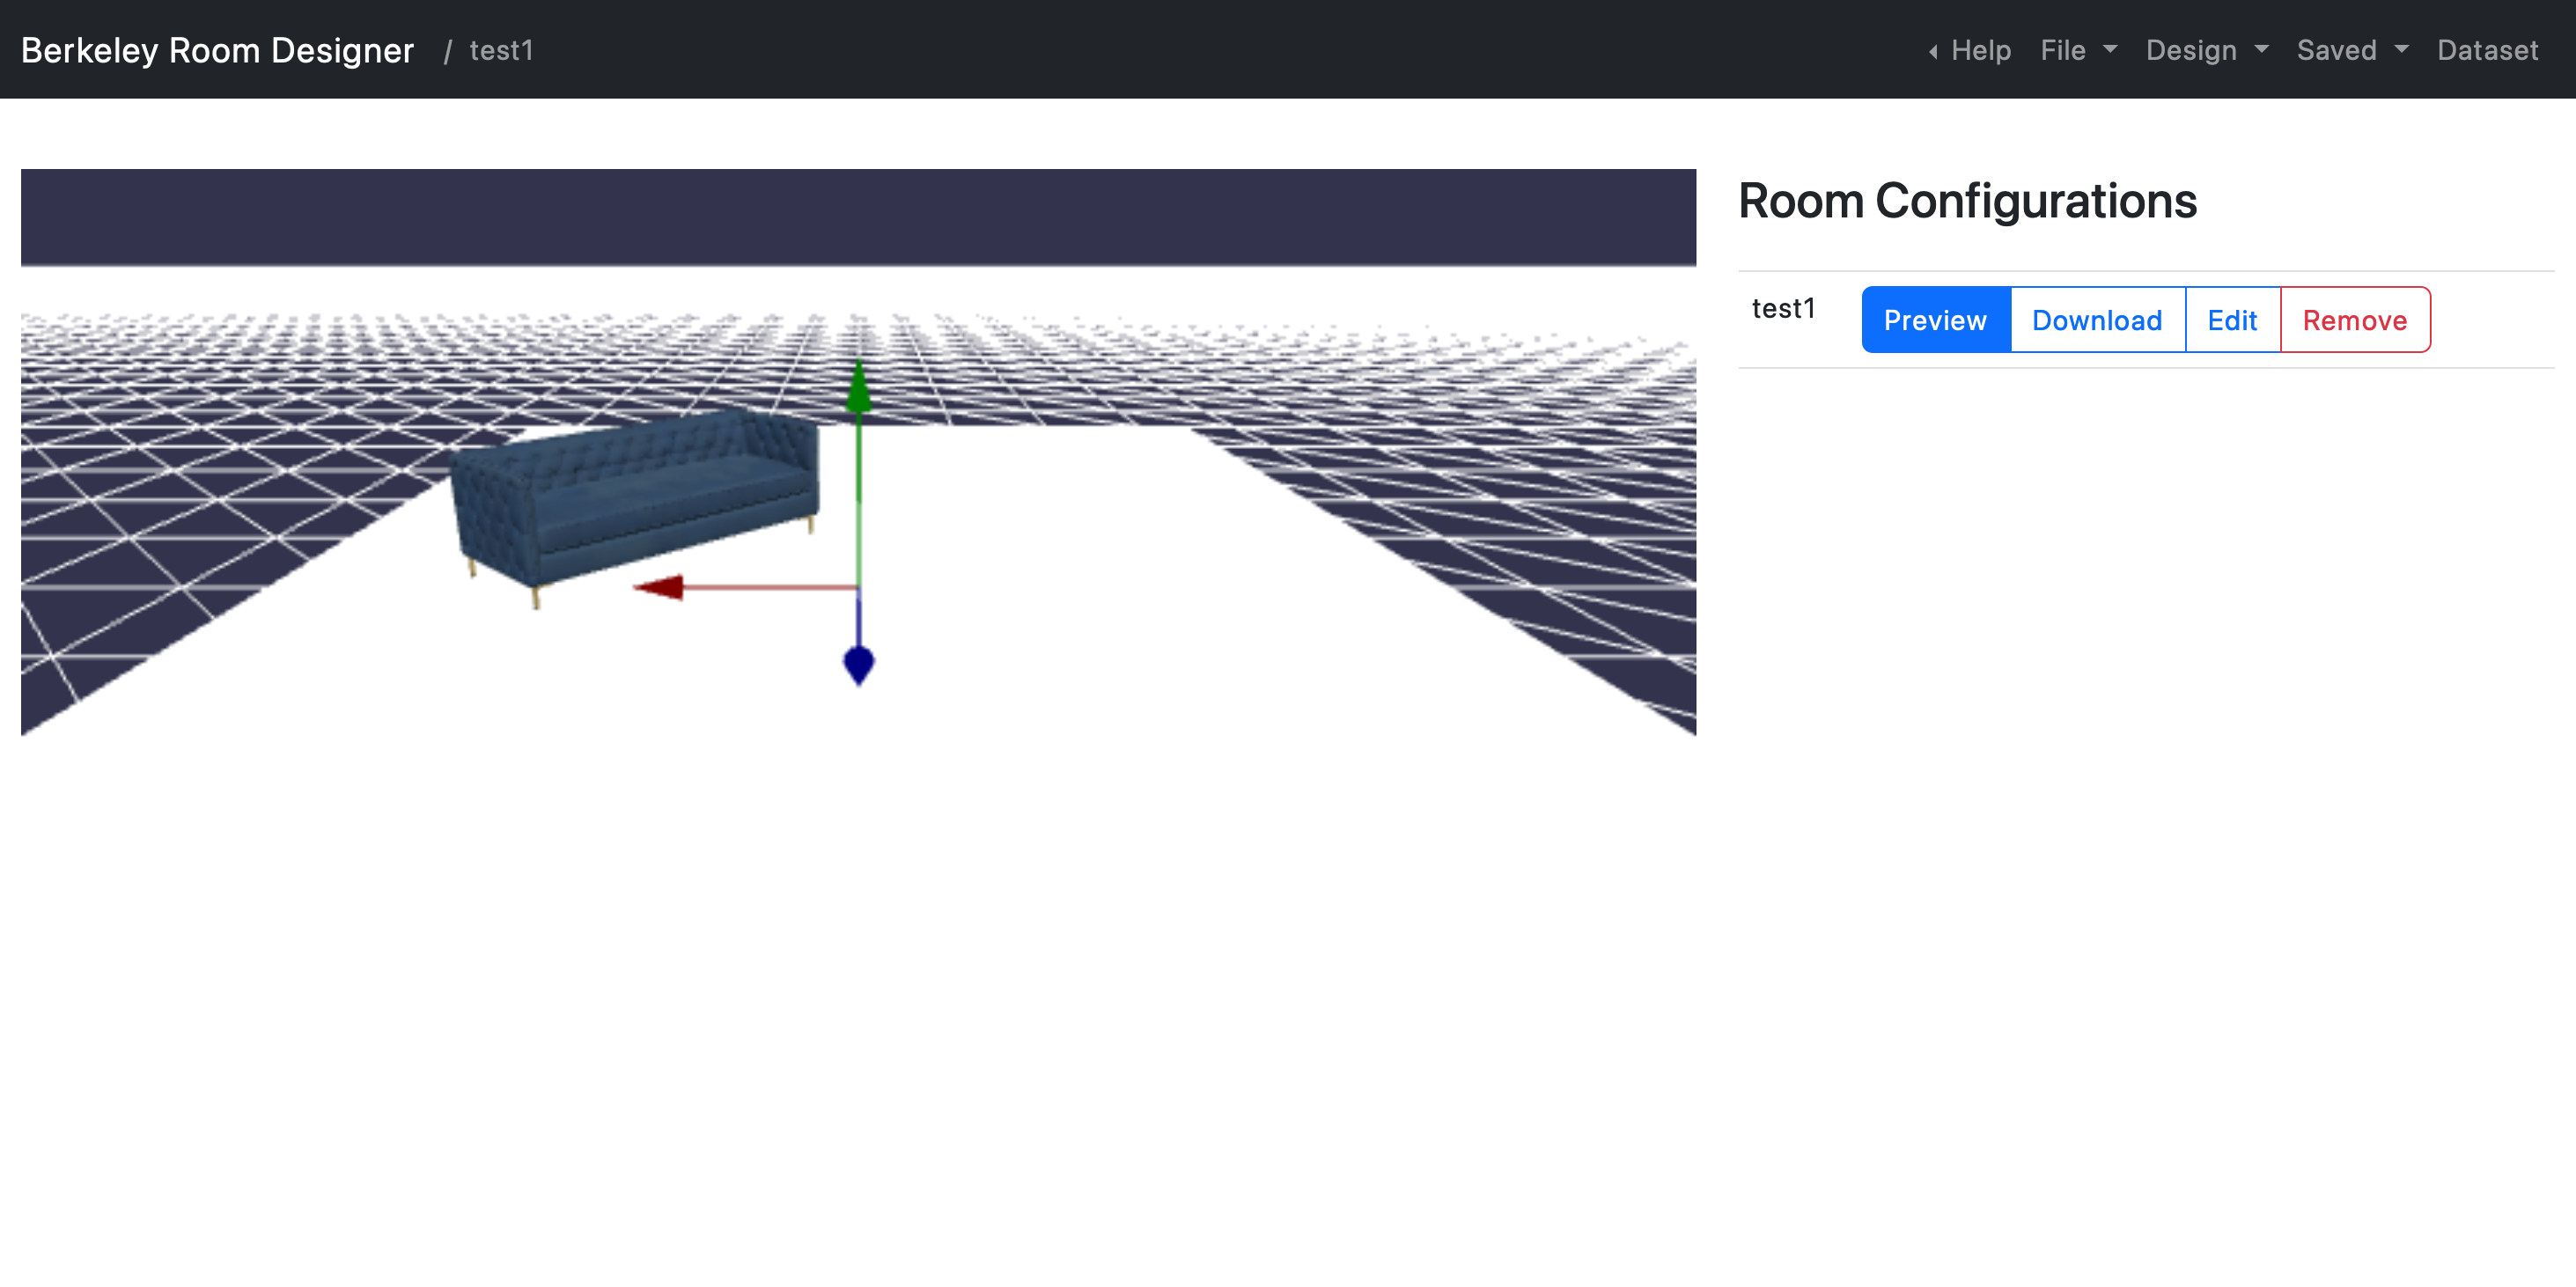 Berkeley Room Designer / test1
Help File Design Saved Dataset
Room Configurations
test1 Preview Download Edit Remove